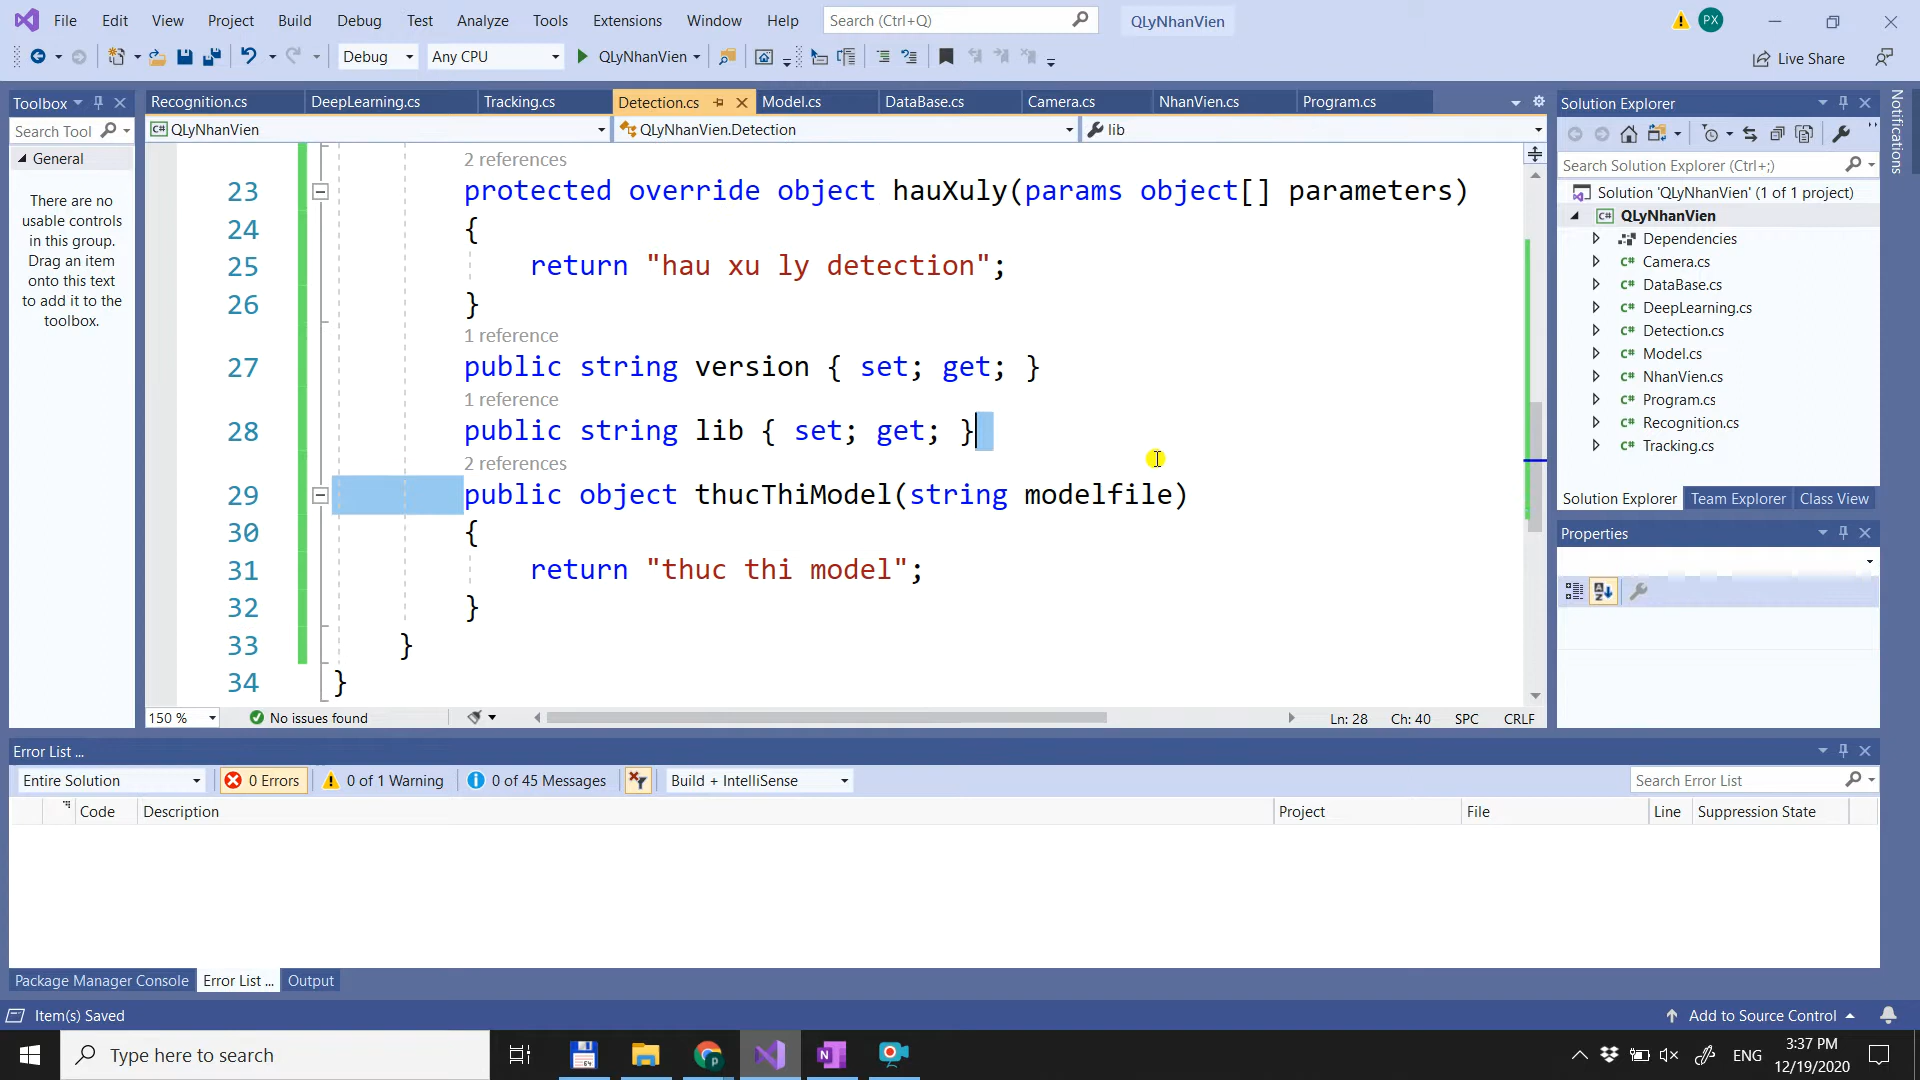 File Edit View Project Build Debug Test Analyze Tools Extensions Window Help Search (Ctrl+Q) QLyNhanVien PX
Debug Any CPU QLyNhanVien Live Share
Toolbox
Search Tool
General
There are no
usable controls
in this group.
Drag an item
onto this text
to add it to the
toolbox.
Recognition.cs DeepLearning.cs Tracking.cs Detection.cs Model.cs DataBase.cs Camera.cs NhanVien.cs Program.cs
QLyNhanVien QLyNhanVien.Detection lib
2 references
23 protected override object hauXuly(params object[] parameters)
24 {
25 return "hau xu ly detection";
26 }
1 reference
27 public string version { set; get; }
1 reference
28 public string lib { set; get; }
2 references
29 public object thucThiModel(string modelfile)
30 {
31 return "thuc thi model";
32 }
33 }
34 }
150 % No issues found Ln: 28 Ch: 40 SPC CRLF
Solution Explorer
Search Solution Explorer (Ctrl+;)
Solution 'QLyNhanVien' (1 of 1 project)
QLyNhanVien
Dependencies
Camera.cs
DataBase.cs
DeepLearning.cs
Detection.cs
Model.cs
NhanVien.cs
Program.cs
Recognition.cs
Tracking.cs
Solution Explorer Team Explorer Class View
Properties
Notifications
Error List ...
Entire Solution 0 Errors 0 of 1 Warning 0 of 45 Messages Build + IntelliSense Search Error List
Code Description Project File Line Suppression State
Package Manager Console Error List ... Output
Item(s) Saved Add to Source Control
Type here to search ENG 3:37 PM
12/19/2020